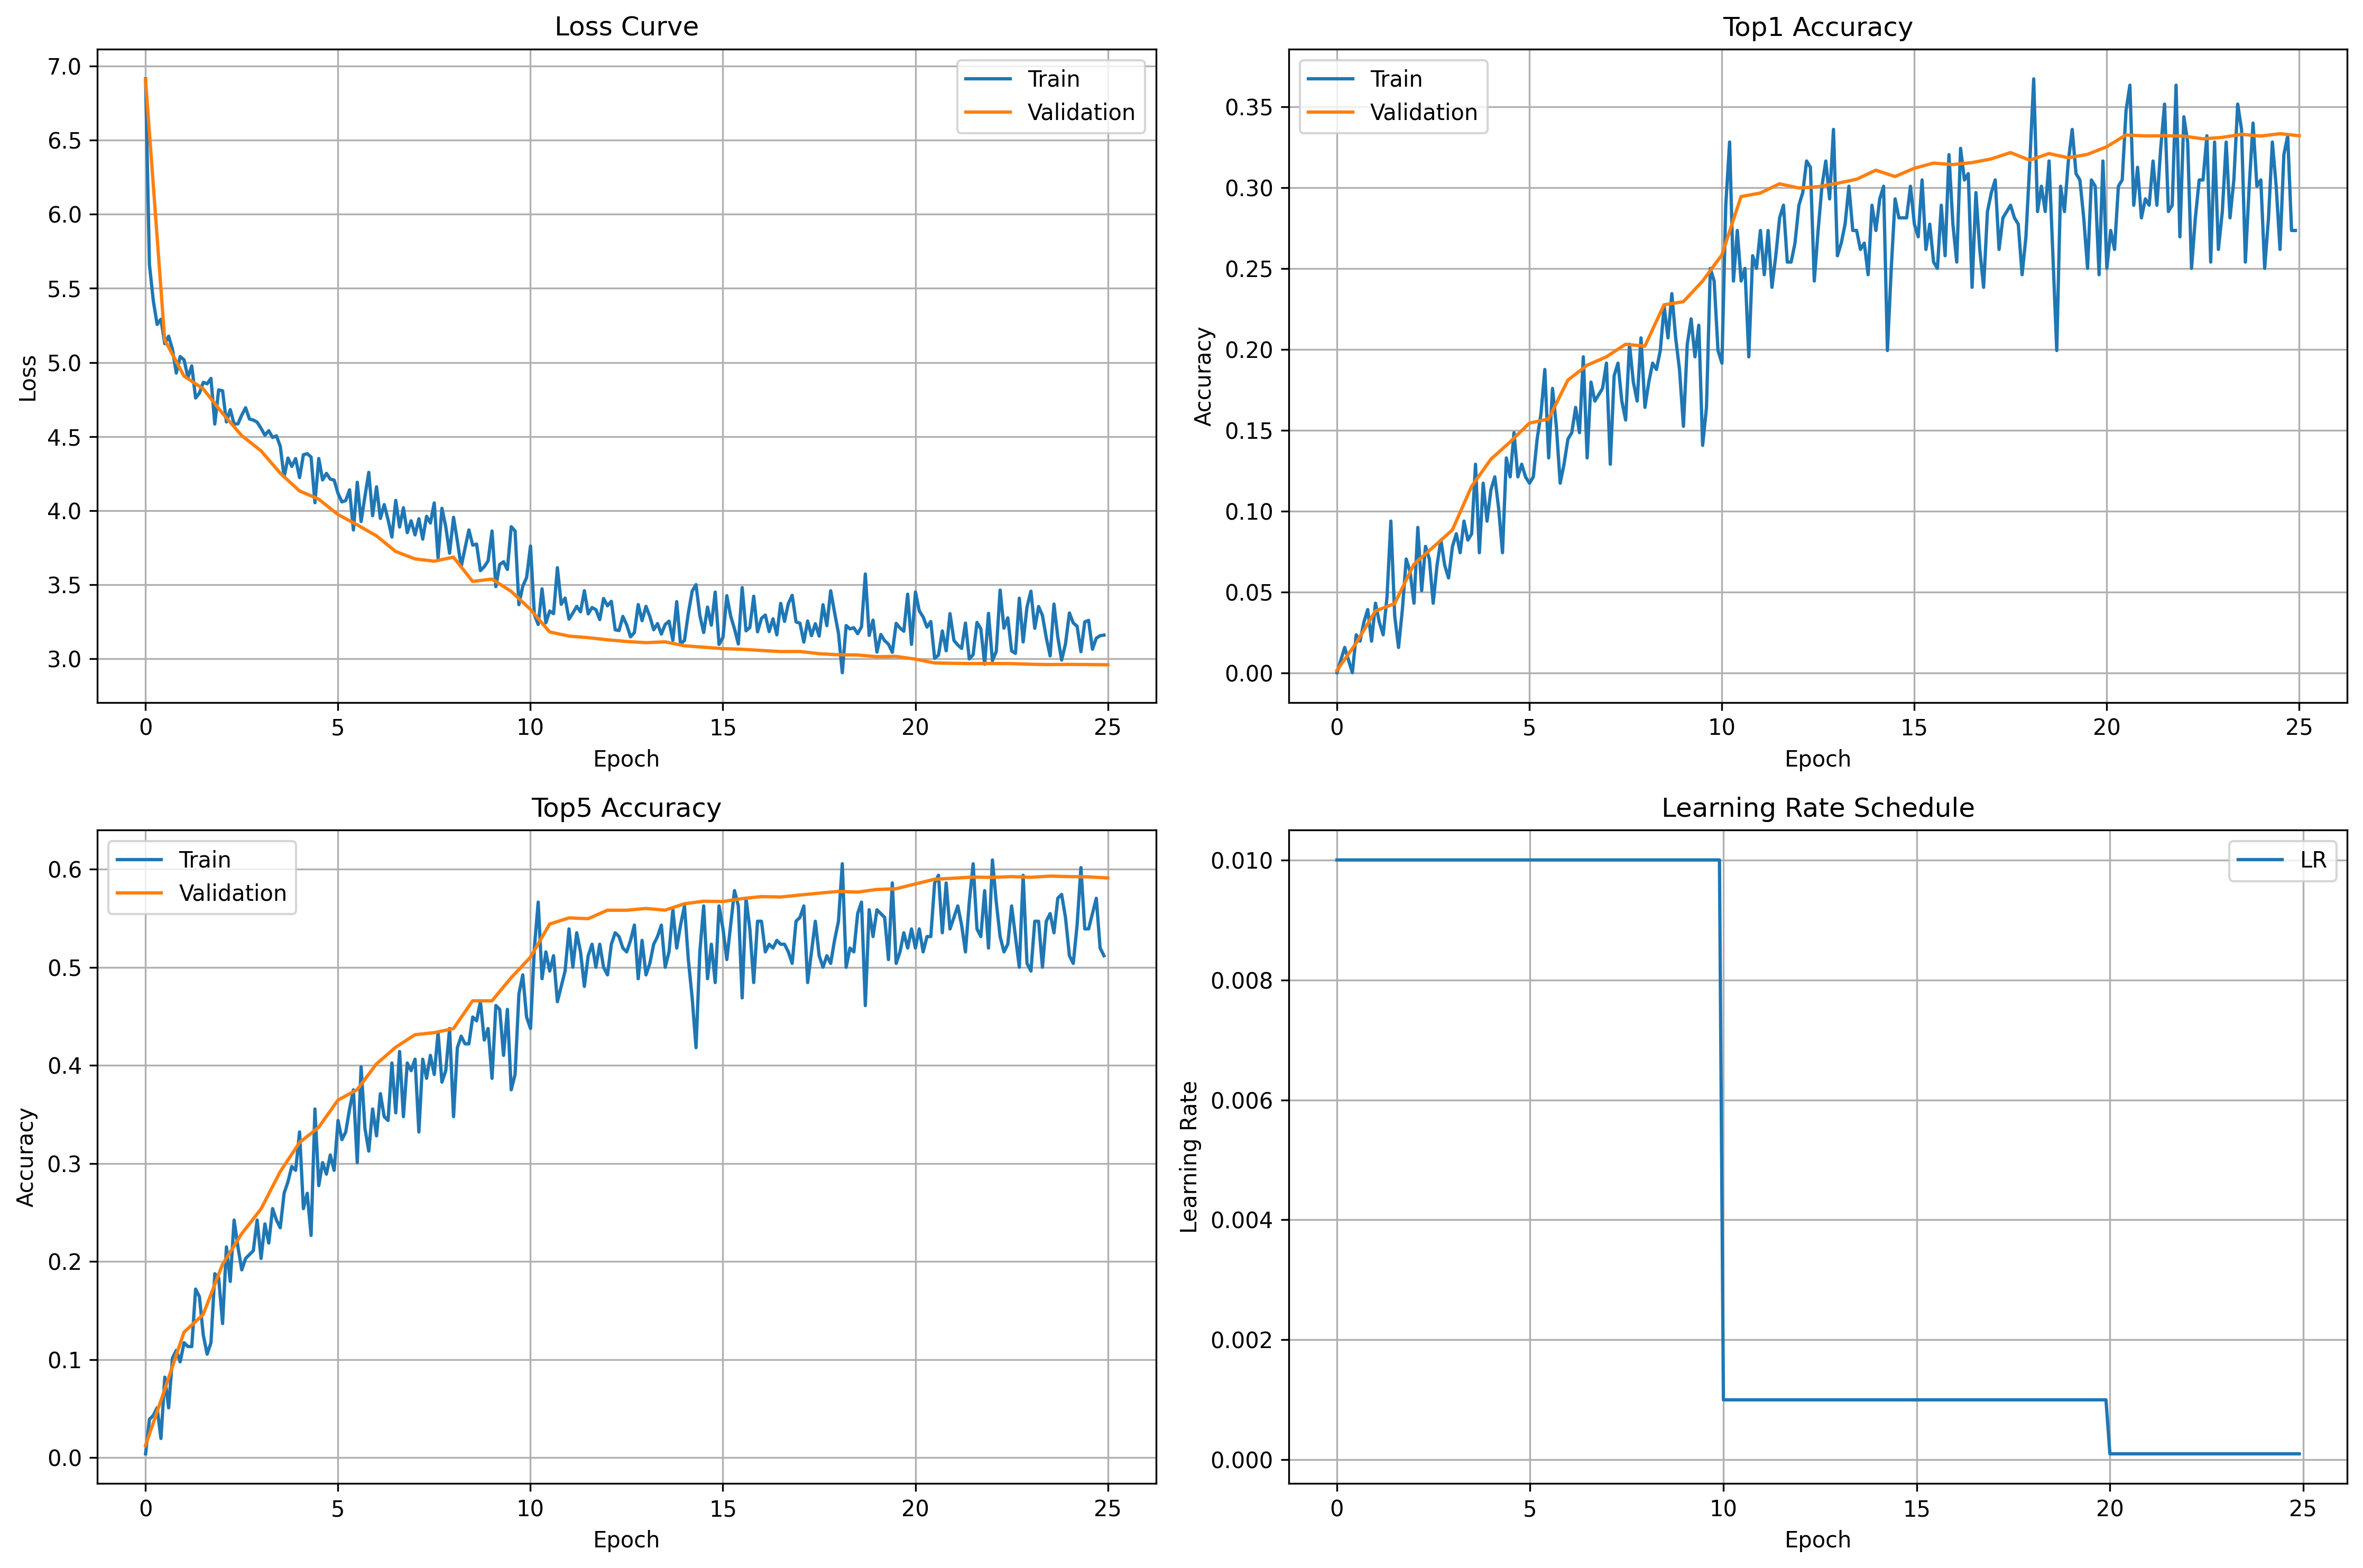 Loss Curve
7.0
6.5
6.0
5.5
5.0
4.5
4.0
3.5
3.0
Loss
0 5 10 15 20 25
Epoch
Train
Validation
Top1 Accuracy
0.35
0.30
0.25
0.20
0.15
0.10
0.05
0.00
Accuracy
0 5 10 15 20 25
Epoch
Train
Validation
Top5 Accuracy
0.6
0.5
0.4
0.3
0.2
0.1
0.0
Accuracy
0 5 10 15 20 25
Epoch
Train
Validation
Learning Rate Schedule
0.010
0.008
0.006
0.004
0.002
0.000
Learning Rate
0 5 10 15 20 25
Epoch
LR